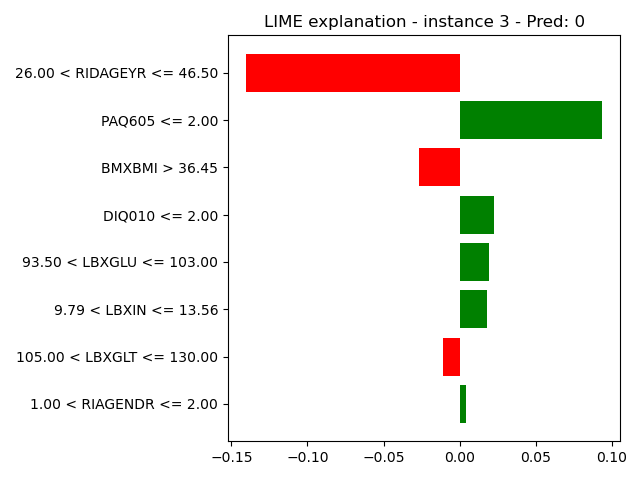 LIME explanation - instance 3 - Pred: 0
26.00 < RIDAGEYR <= 46.50
PAQ605 <= 2.00
BMXBMI > 36.45
DIQ010 <= 2.00
93.50 < LBXGLU <= 103.00
9.79 < LBXIN <= 13.56
105.00 < LBXGLT <= 130.00
1.00 < RIAGENDR <= 2.00
−0.15 −0.10 −0.05 0.00 0.05 0.10